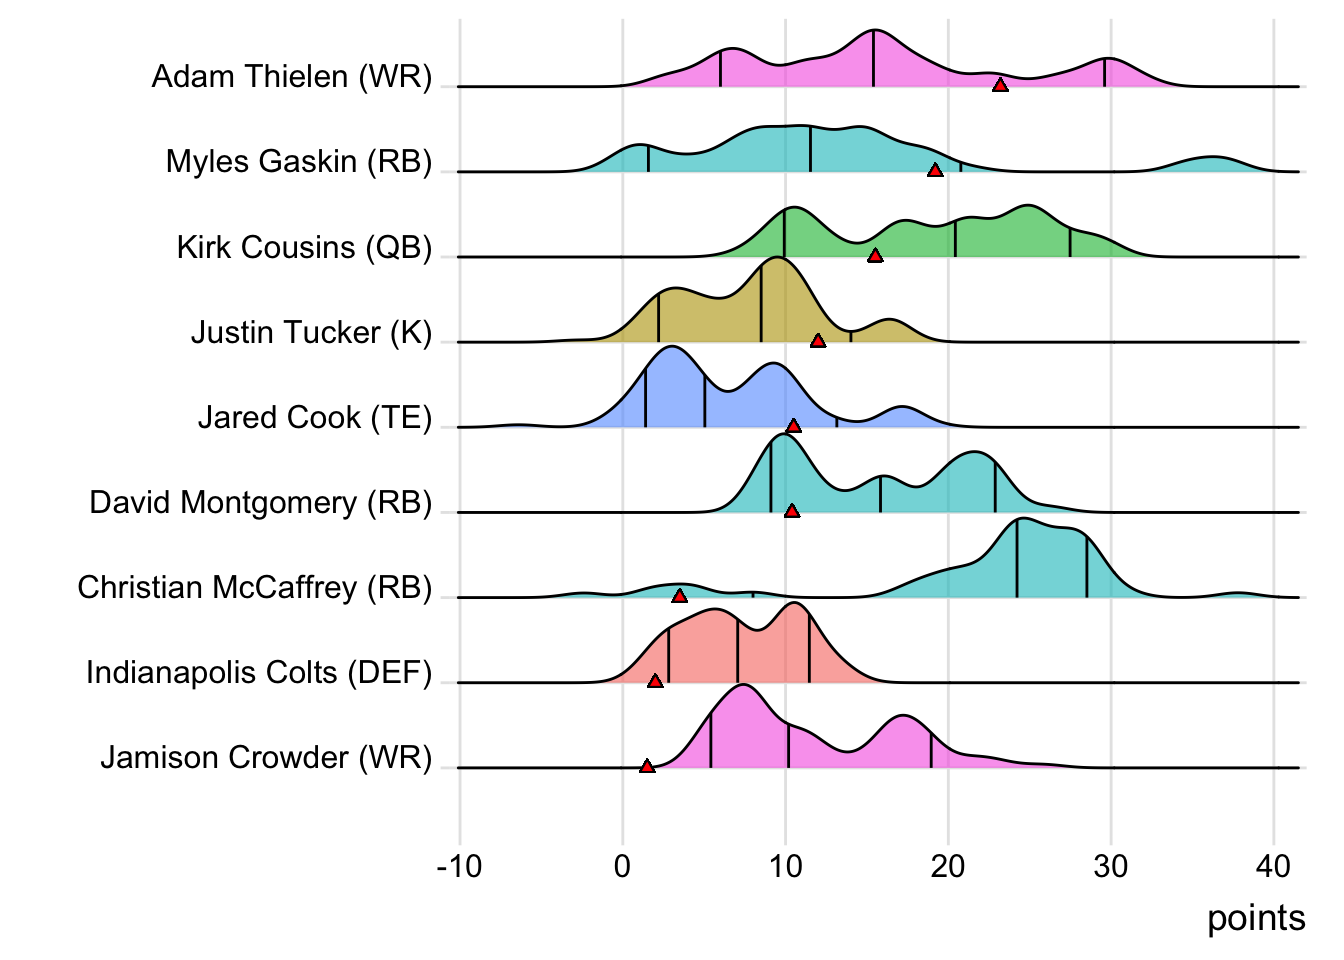 Adam Thielen (WR)
Myles Gaskin (RB)
Kirk Cousins (QB)
Justin Tucker (K)
Jared Cook (TE)
David Montgomery (RB)
Christian McCaffrey (RB)
Indianapolis Colts (DEF)
Jamison Crowder (WR)
-10 0 10 20 30 40
points